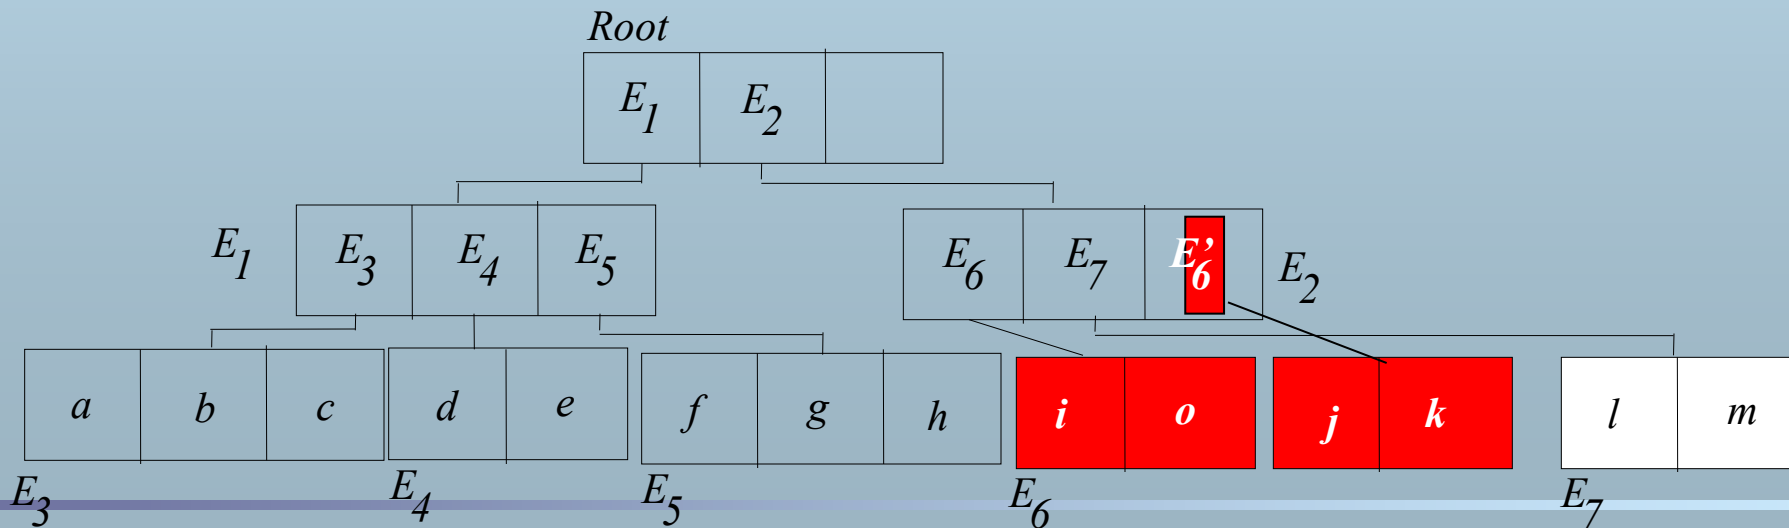 Root
E1 E2
E1 E3 E4 E5 E6 E7 E’6 E2
a b c d e f g h i o j k l m
E3 E4 E5 E6 E7